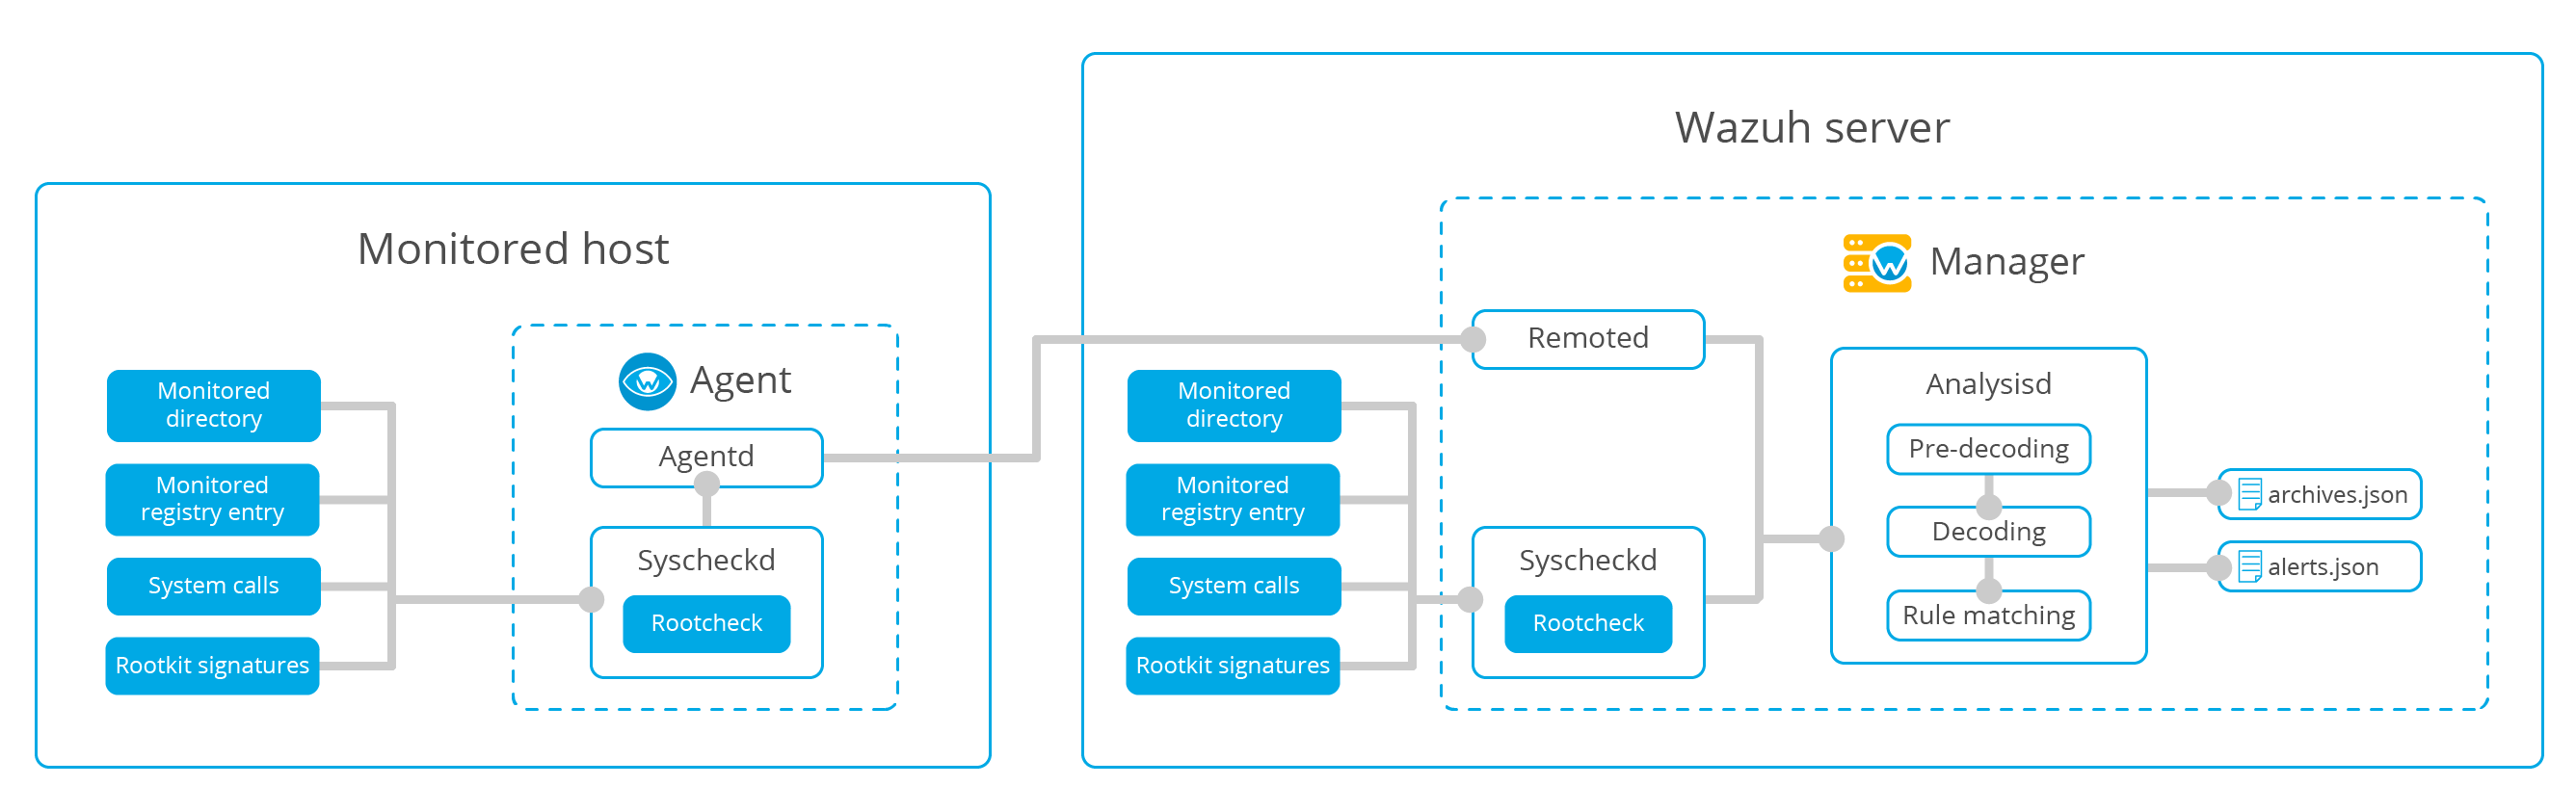 Monitored host
Monitored
directory
Monitored
registry entry
System calls
Rootkit signatures
Agent
Agentd
Syscheckd
Rootcheck
Wazuh server
Monitored
directory
Monitored
registry entry
System calls
Rootkit signatures
Manager
Remoted
Syscheckd
Rootcheck
Analysisd
Pre-decoding
Decoding
Rule matching
archives.json
alerts.json